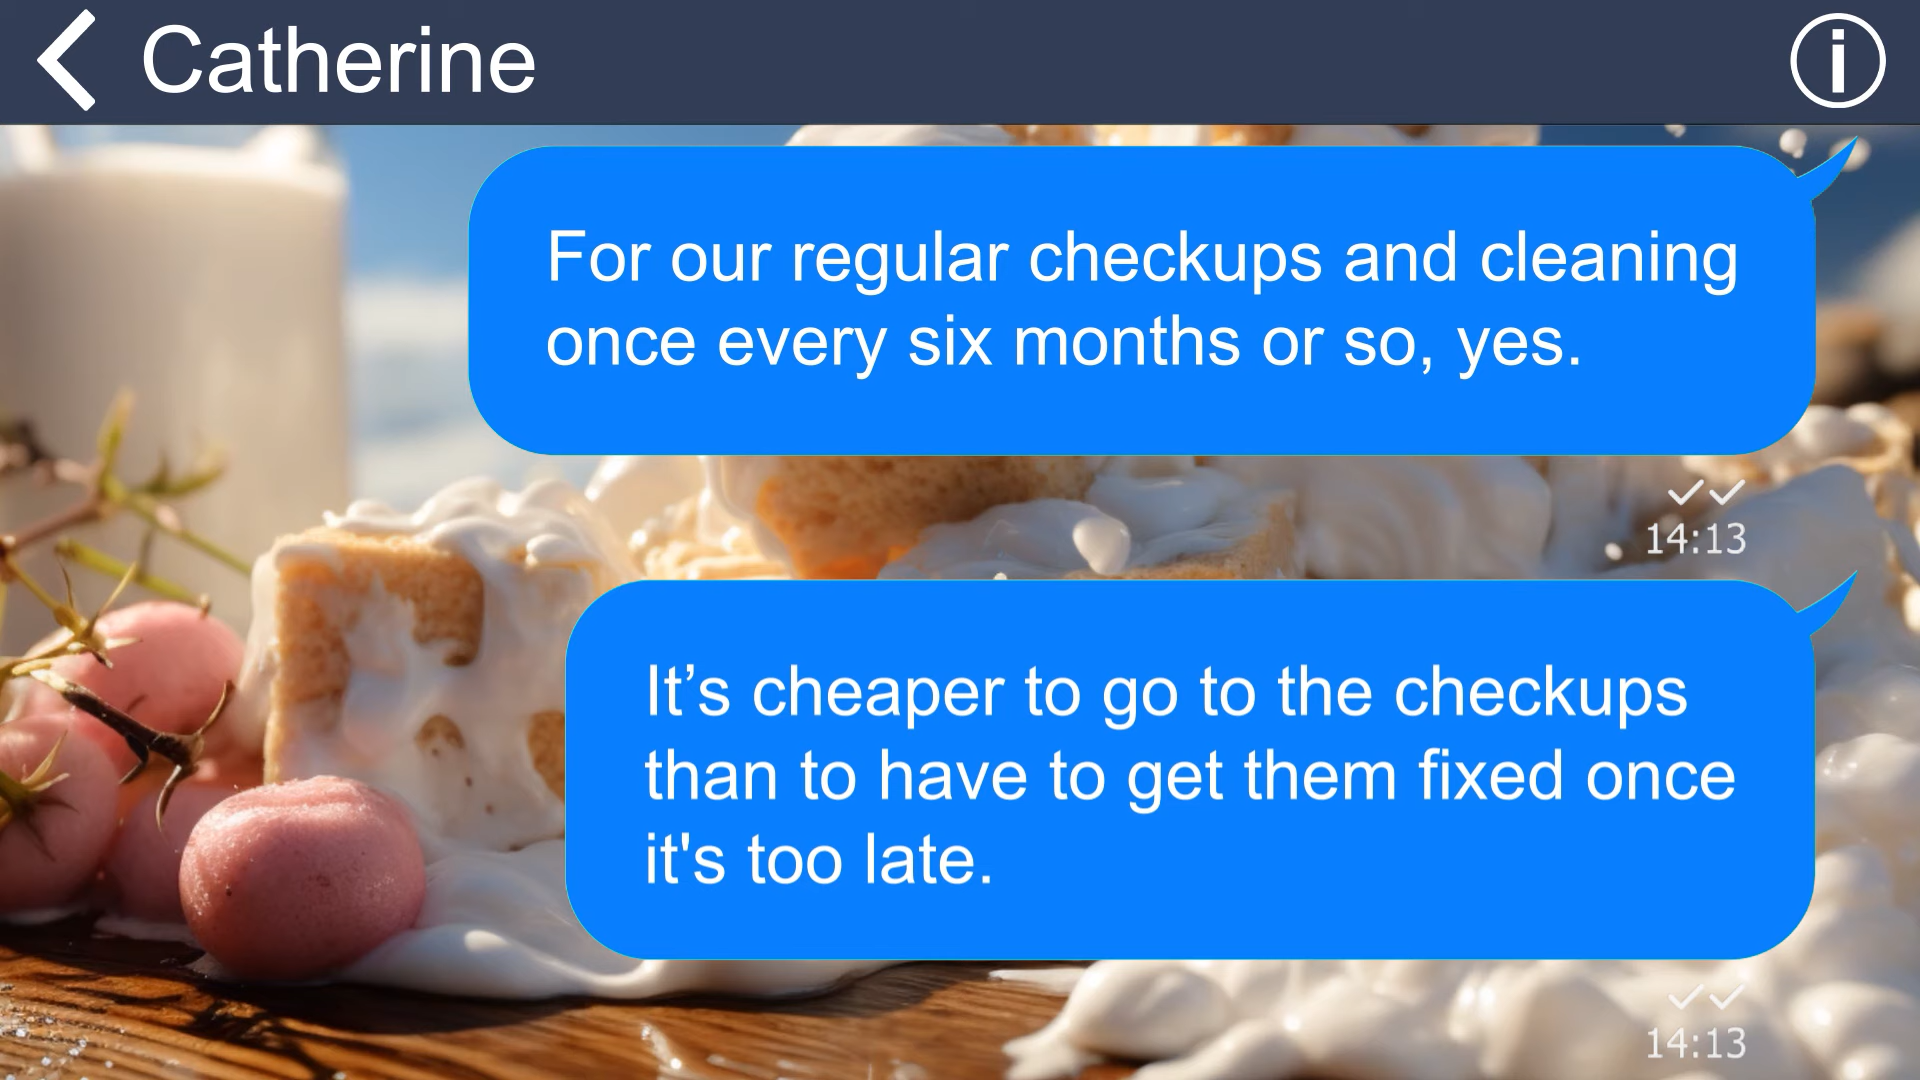 Catherine
For our regular checkups and cleaning
once every six months or so, yes.
14:13
It’s cheaper to go to the checkups
than to have to get them fixed once
it's too late.
14:13